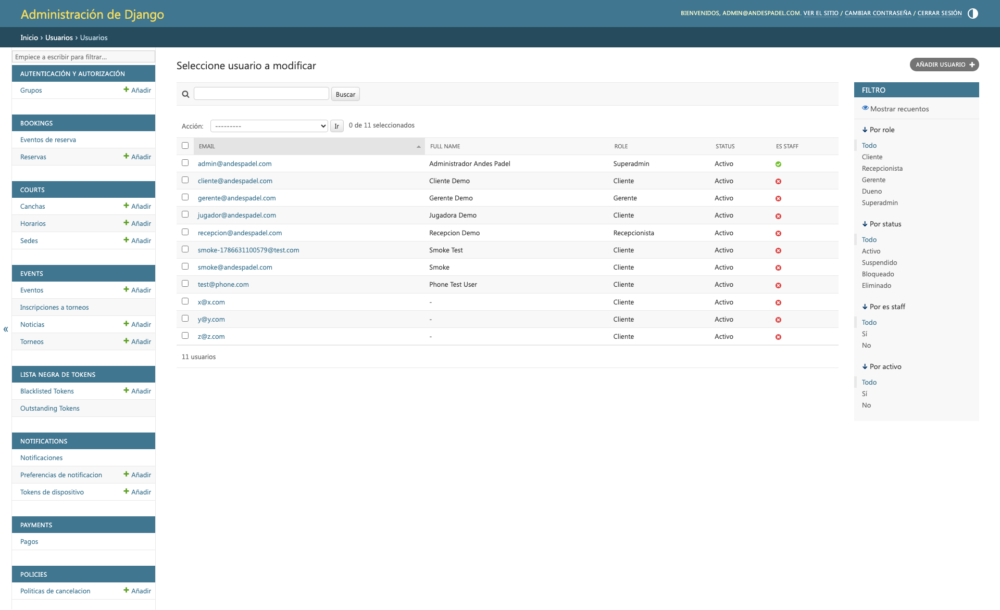 Administración de Django
BIENVENIDOS, ADMIN@ANDESPADEL.COM. VER EL SITIO / CAMBIAR CONTRASEÑA / CERRAR SESIÓN
Inicio › Usuarios › Usuarios
Empiece a escribir para filtrar...
AUTENTICACIÓN Y AUTORIZACIÓN
Grupos Añadir
BOOKINGS
Eventos de reserva
Reservas Añadir
COURTS
Canchas Añadir
Horarios Añadir
Sedes Añadir
EVENTS
Eventos Añadir
Inscripciones a torneos
Noticias Añadir
Torneos Añadir
LISTA NEGRA DE TOKENS
Blacklisted Tokens Añadir
Outstanding Tokens
NOTIFICATIONS
Notificaciones
Preferencias de notificacion Añadir
Tokens de dispositivo Añadir
PAYMENTS
Pagos
POLICIES
Politicas de cancelacion Añadir
«
Seleccione usuario a modificar
AÑADIR USUARIO
Buscar
Acción: --------- Ir 0 de 11 seleccionados
EMAIL FULL NAME ROLE STATUS ES STAFF
admin@andespadel.com Administrador Andes Padel Superadmin Activo
cliente@andespadel.com Cliente Demo Cliente Activo
gerente@andespadel.com Gerente Demo Gerente Activo
jugador@andespadel.com Jugadora Demo Cliente Activo
recepcion@andespadel.com Recepcion Demo Recepcionista Activo
smoke-1786631100579@test.com Smoke Test Cliente Activo
smoke@andespadel.com Smoke Cliente Activo
test@phone.com Phone Test User Cliente Activo
x@x.com - Cliente Activo
y@y.com - Cliente Activo
z@z.com - Cliente Activo
11 usuarios
FILTRO
Mostrar recuentos
Por role
Todo
Cliente
Recepcionista
Gerente
Dueno
Superadmin
Por status
Todo
Activo
Suspendido
Bloqueado
Eliminado
Por es staff
Todo
Sí
No
Por activo
Todo
Sí
No